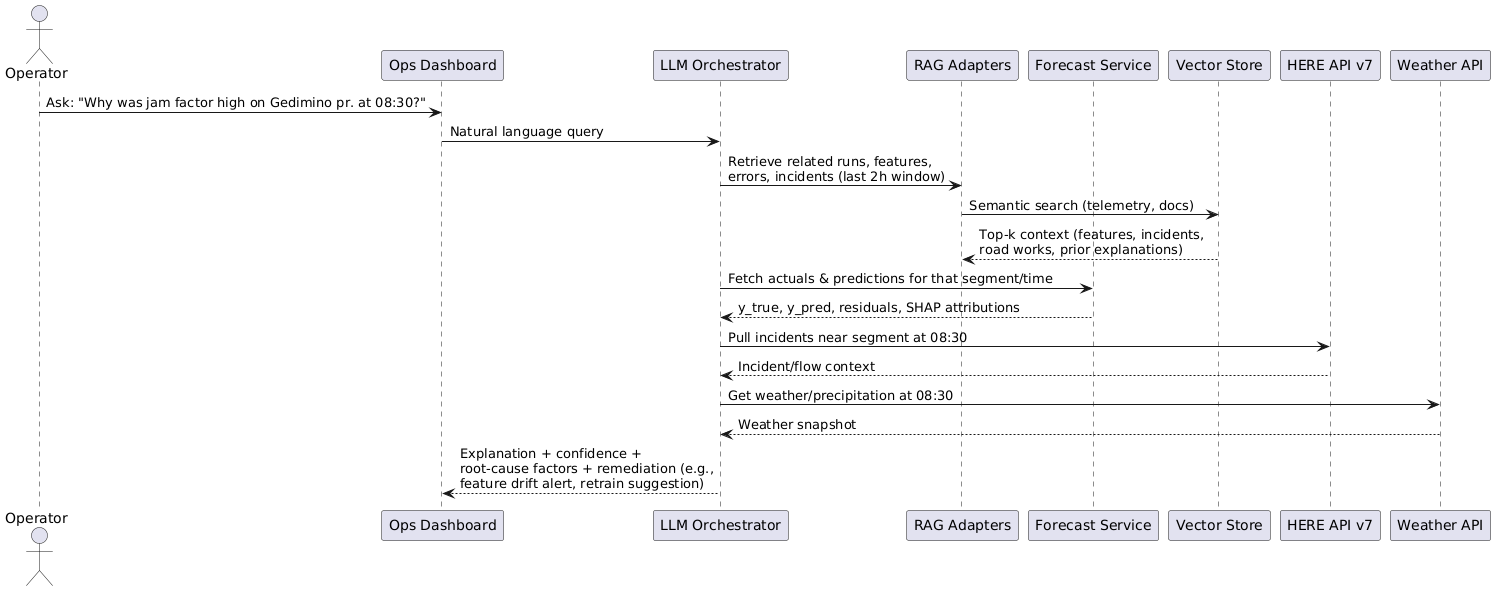 Operator
Ops Dashboard
LLM Orchestrator
RAG Adapters
Forecast Service
Vector Store
HERE API v7
Weather API
Ask: "Why was jam factor high on Gedimino pr. at 08:30?"
Natural language query
Retrieve related runs, features,
errors, incidents (last 2h window)
Semantic search (telemetry, docs)
Top-k context (features, incidents,
road works, prior explanations)
Fetch actuals & predictions for that segment/time
y_true, y_pred, residuals, SHAP attributions
Pull incidents near segment at 08:30
Incident/flow context
Get weather/precipitation at 08:30
Weather snapshot
Explanation + confidence +
root-cause factors + remediation (e.g.,
feature drift alert, retrain suggestion)
Operator
Ops Dashboard
LLM Orchestrator
RAG Adapters
Forecast Service
Vector Store
HERE API v7
Weather API